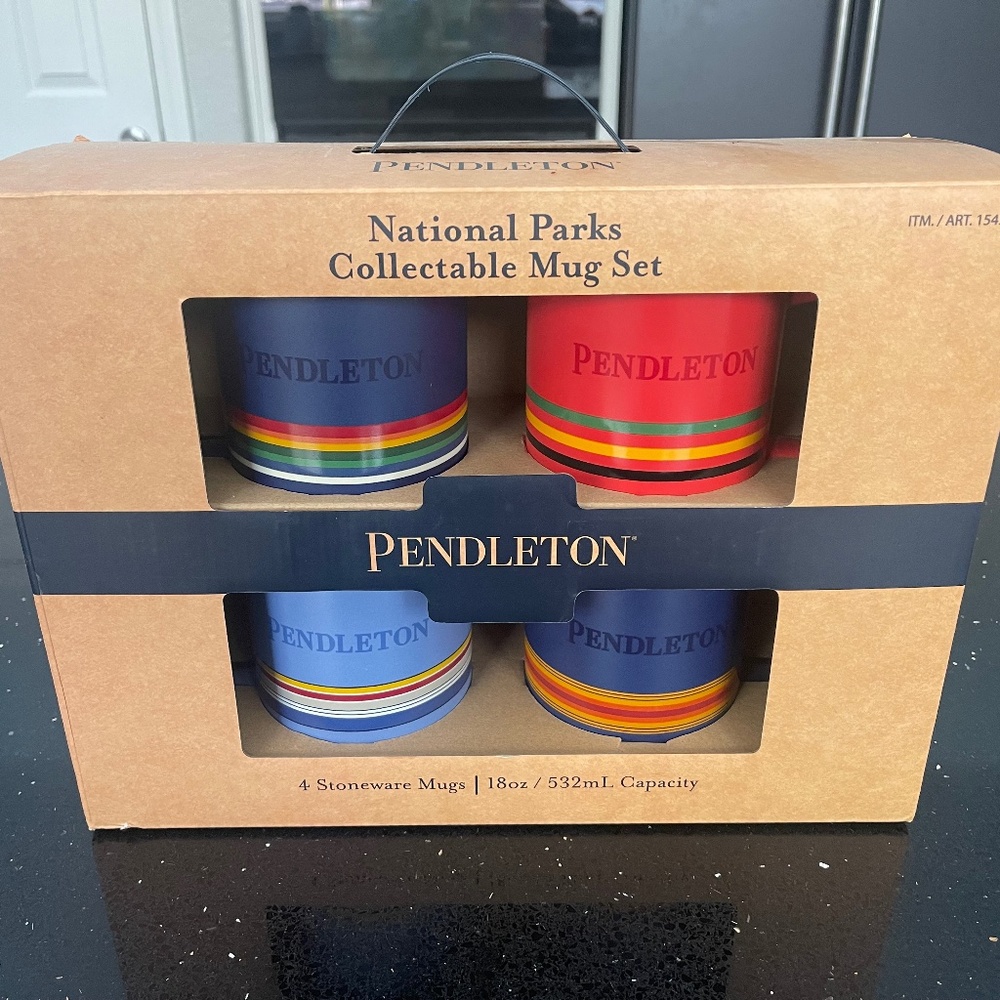 PENDLETON
National Parks
Collectable Mug Set
ITM. / ART. 154
PENDLETON
PENDLETON
PENDLETON®
PENDLETON
PENDLETON
4 Stoneware Mugs | 18oz / 532mL Capacity